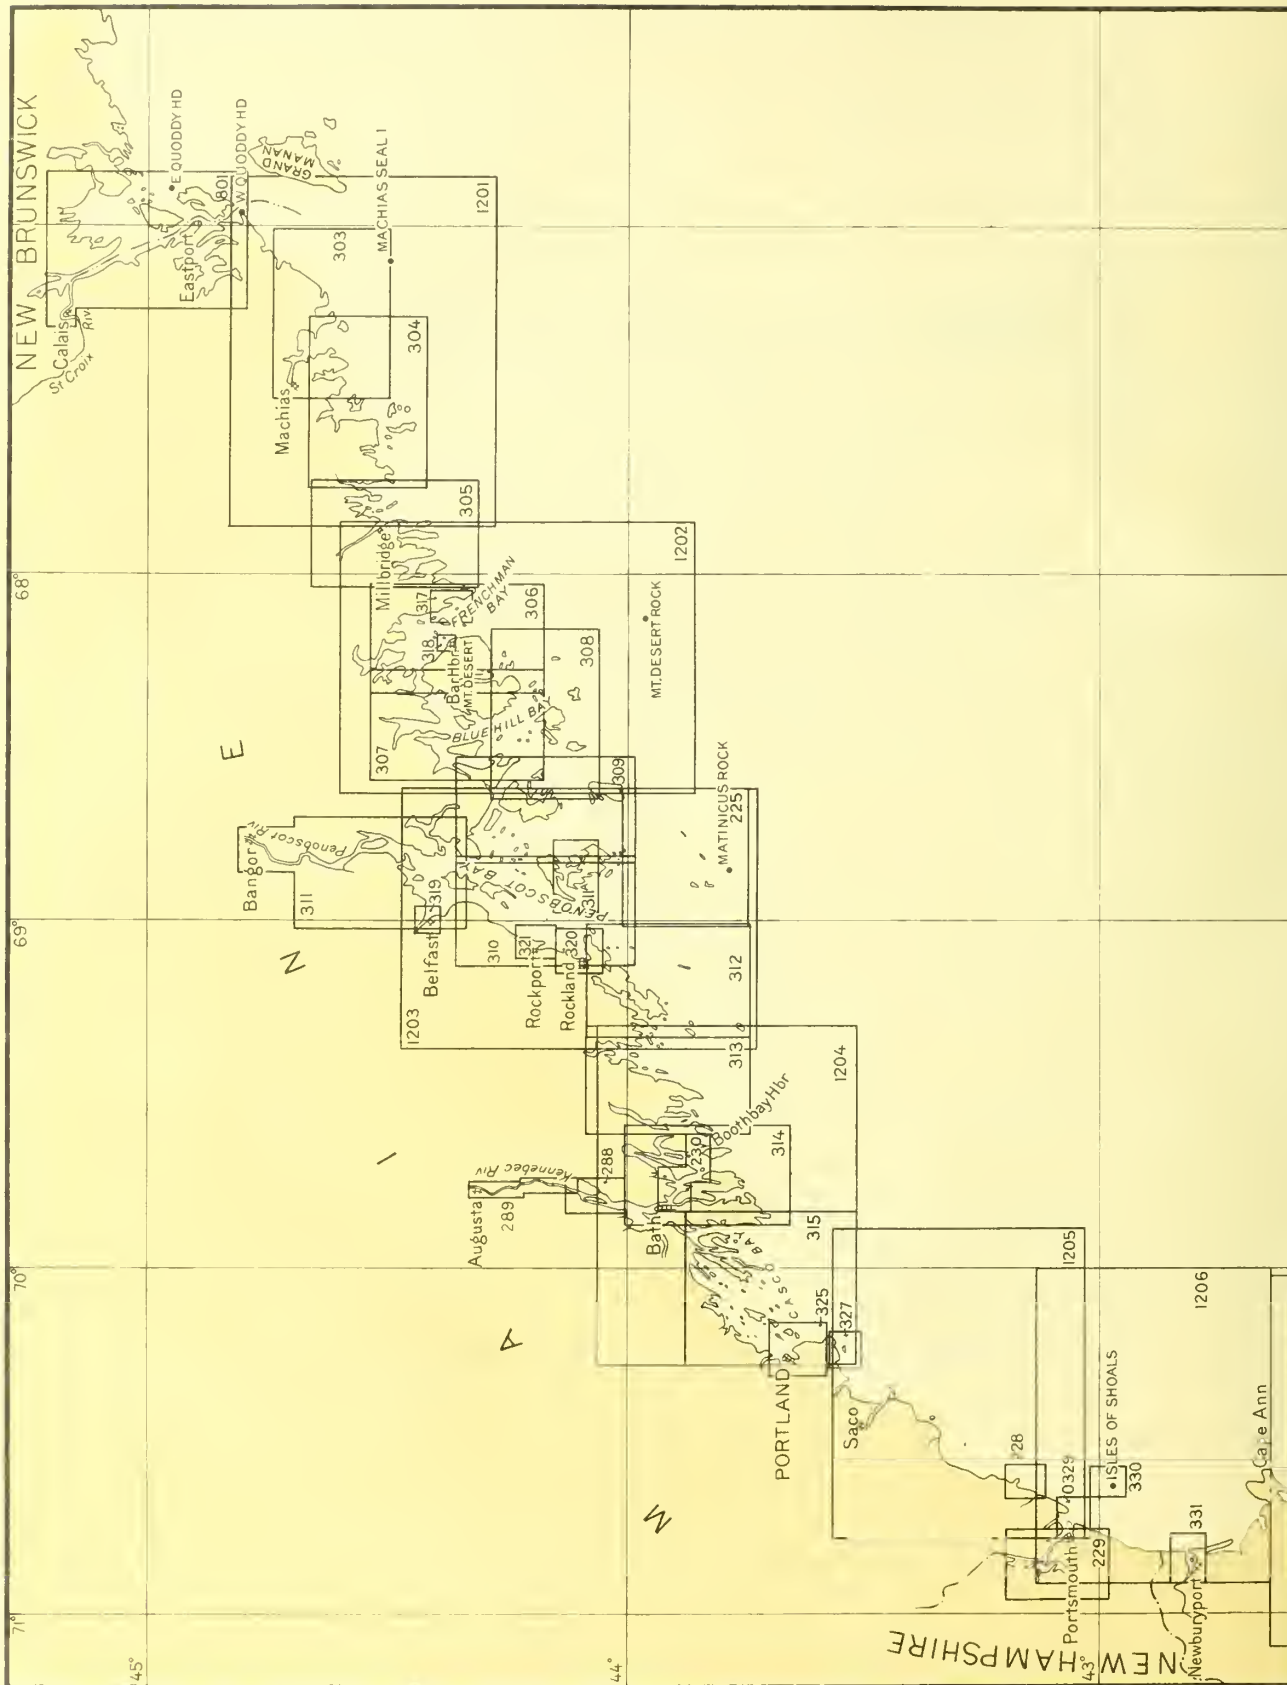 NEW BRUNSWICK
68°
69°
70°
71°
45°
44°
43°
M A I N E
NEW HAMPSHIRE
St Croix
Riv
Calais
Eastport
E QUODDY HD
W QUODDY HD
801
GRAND
MANAN
MACHIAS SEAL I
1201
303
304
Machias
305
Millbridge
1202
317
FRENCHMAN
BAY
306
318
Bar Hbr
MT. DESERT
308
MT. DESERT ROCK
307
BLUE HILL BAY
309
MATINICUS ROCK
225
Bangor
Penobscot Riv
311
319
Belfast
PENOBSCOT BAY
311A
310
321
Rockport
320
Rockland
1203
312
313
1204
Boothbay Hbr
230
314
288
Kennebec Riv
Augusta
289
Bath
315
CASCO BAY
325
327
PORTLAND
Saco
1205
1206
ISLES OF SHOALS
330
329
Portsmouth
229
331
Newburyport
Cape Ann